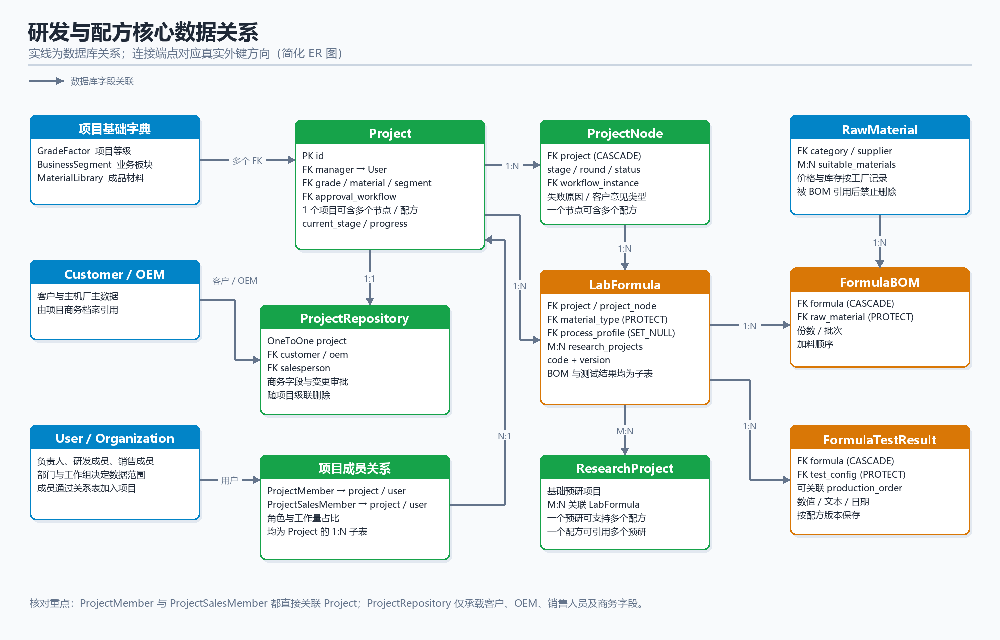 研发与配方核心数据关系
实线为数据库关系；连接端点对应真实外键方向（简化 ER 图）
数据库字段关联
项目基础字典
GradeFactor 项目等级
BusinessSegment 业务板块
MaterialLibrary 成品材料
多个 FK
Project
PK id
FK manager → User
FK grade / material / segment
FK approval_workflow
1 个项目可含多个节点 / 配方
current_stage / progress
1:N
ProjectNode
FK project (CASCADE)
stage / round / status
FK workflow_instance
失败原因 / 客户意见类型
一个节点可含多个配方
RawMaterial
FK category / supplier
M:N suitable_materials
价格与库存按工厂记录
被 BOM 引用后禁止删除
1:N
1:N
Customer / OEM
客户与主机厂主数据
由项目商务档案引用
客户 / OEM
1:1
1:N
ProjectRepository
OneToOne project
FK customer / oem
FK salesperson
商务字段与变更审批
随项目级联删除
LabFormula
FK project / project_node
FK material_type (PROTECT)
FK process_profile (SET_NULL)
M:N research_projects
code + version
BOM 与测试结果均为子表
1:N
FormulaBOM
FK formula (CASCADE)
FK raw_material (PROTECT)
份数 / 批次
加料顺序
User / Organization
负责人、研发成员、销售成员
部门与工作组决定数据范围
成员通过关系表加入项目
用户
项目成员关系
ProjectMember → project / user
ProjectSalesMember → project / user
角色与工作量占比
均为 Project 的 1:N 子表
N:1
M:N
1:N
ResearchProject
基础预研项目
M:N 关联 LabFormula
一个预研可支持多个配方
一个配方可引用多个预研
FormulaTestResult
FK formula (CASCADE)
FK test_config (PROTECT)
可关联 production_order
数值 / 文本 / 日期
按配方版本保存
核对重点：ProjectMember 与 ProjectSalesMember 都直接关联 Project；ProjectRepository 仅承载客户、OEM、销售人员及商务字段。